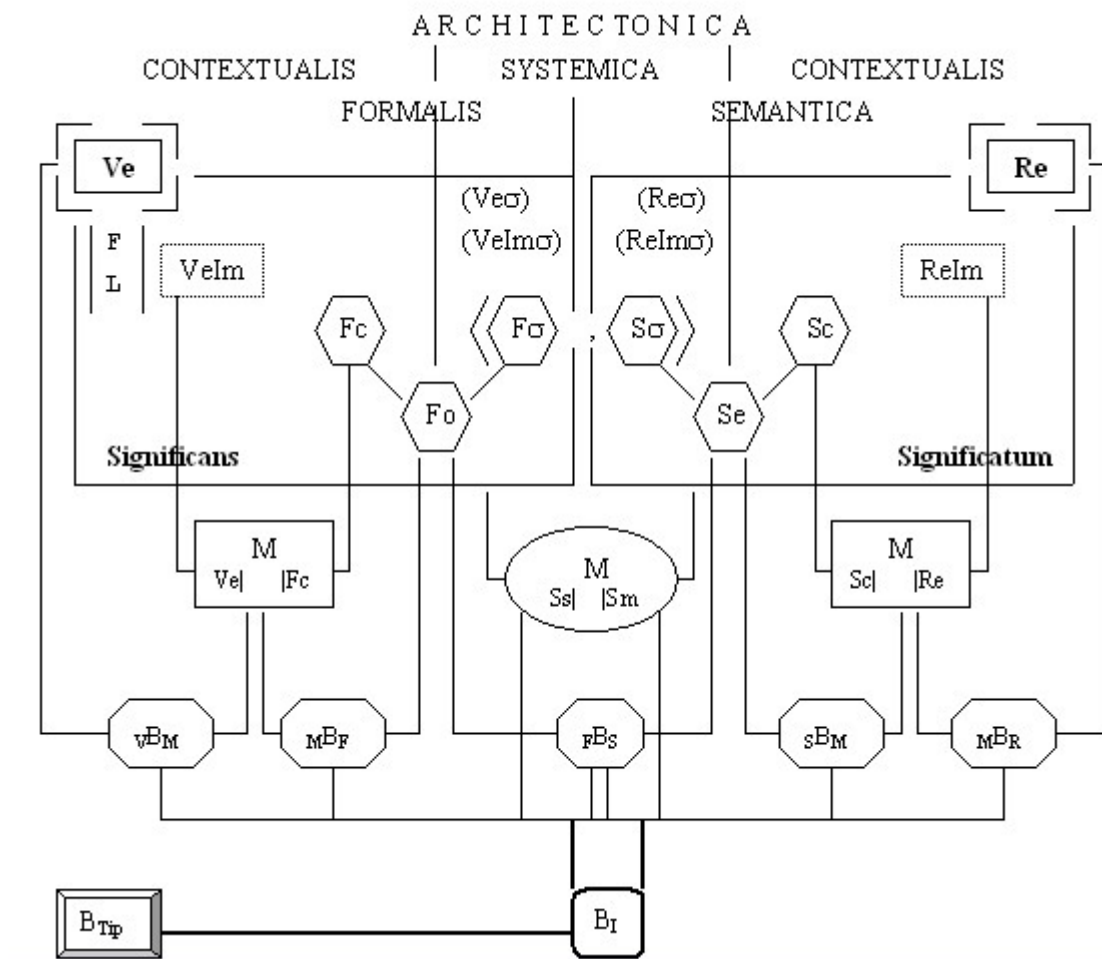 ARCHITECTONICA
CONTEXTUALIS SYSTEMICA CONTEXTUALIS
FORMALIS SEMANTICA
Ve Re
(Veσ) (Reσ)
F (VeImσ) (ReImσ)
L VeIm ReIm
Fc Fσ , Sσ Sc
Fo Se
Significans Significatum
M M M
Ve| |Fc Ss| |Sm Sc| |Re
VBM MBF FBS SBM MBR
BTip BI